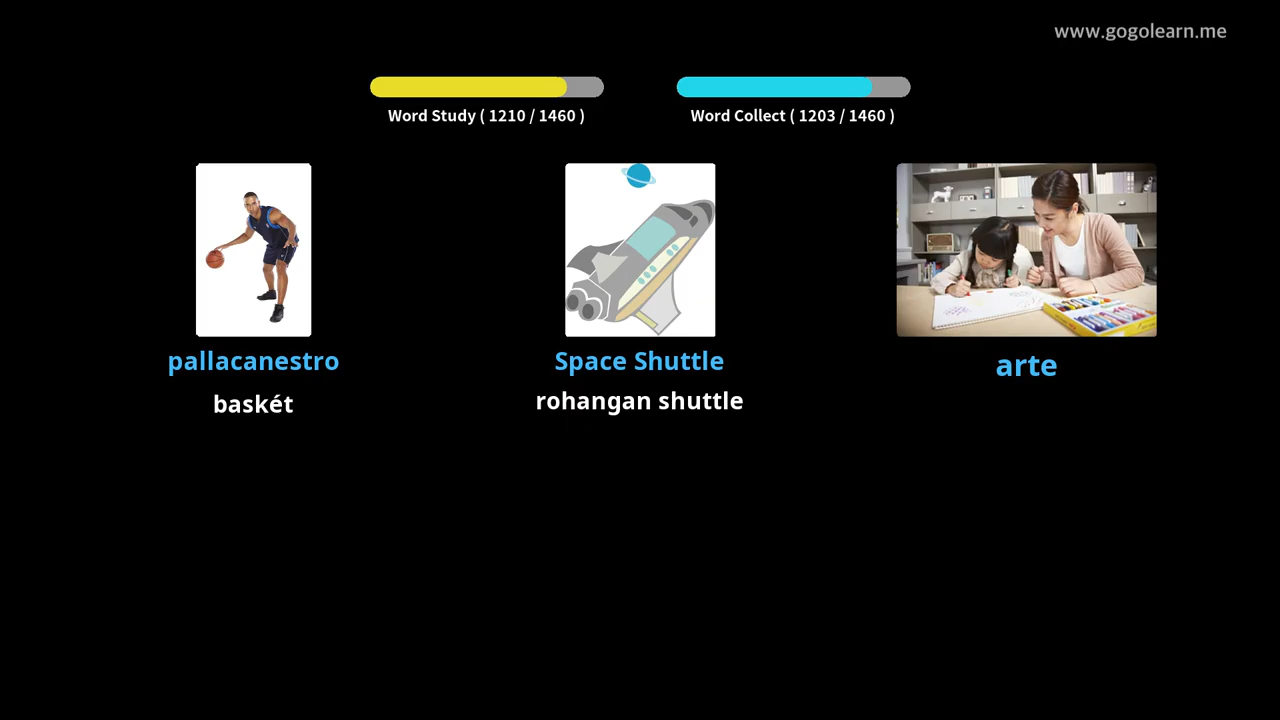 www.gogolearn.me
Word Study ( 1210 / 1460 )
Word Collect ( 1203 / 1460 )
pallacanestro
baskét
Space Shuttle
rohangan shuttle
arte